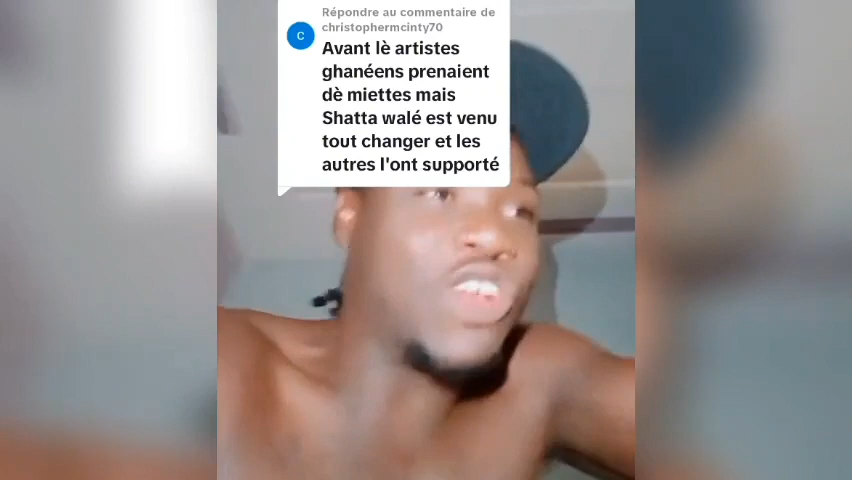 Répondre au commentaire de
christophermcinty70
C
Avant lè artistes
ghanéens prenaient
dè miettes mais
Shatta walé est venu
tout changer et les
autres l'ont supporté